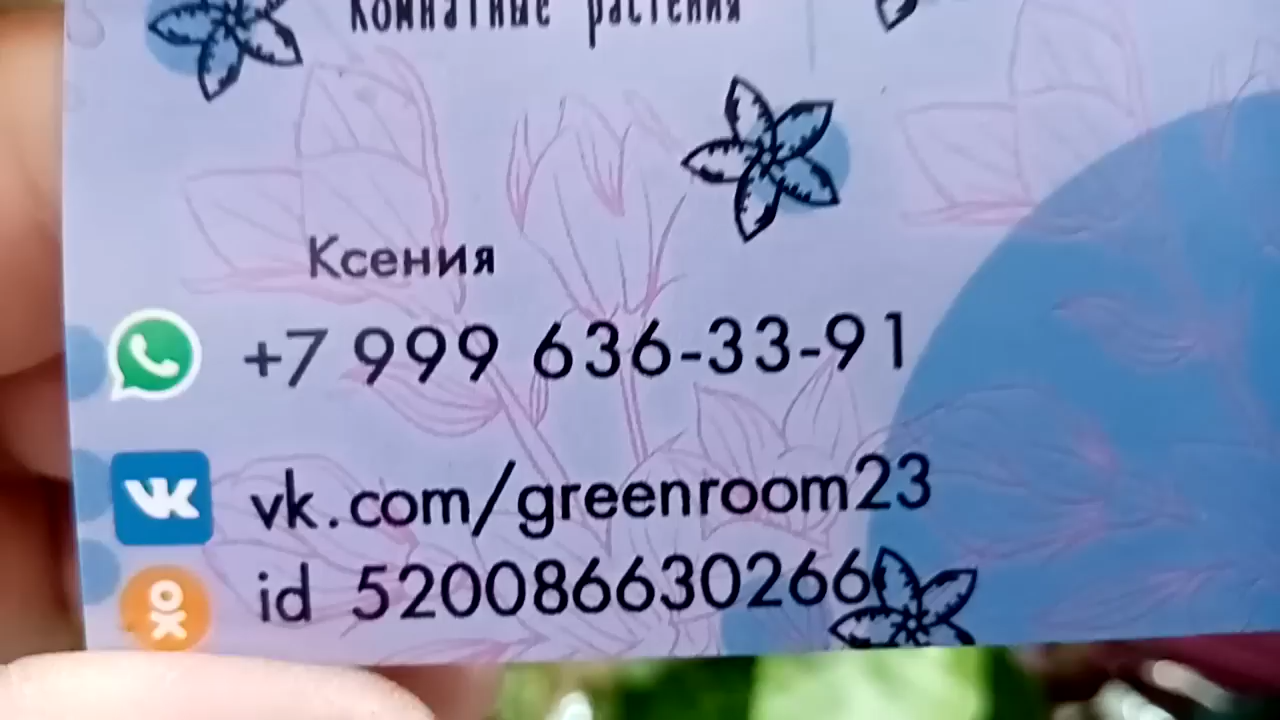 Комнатные растения
Ксения
+7 999 636-33-91
vk.com/greenroom23
id 520086630266